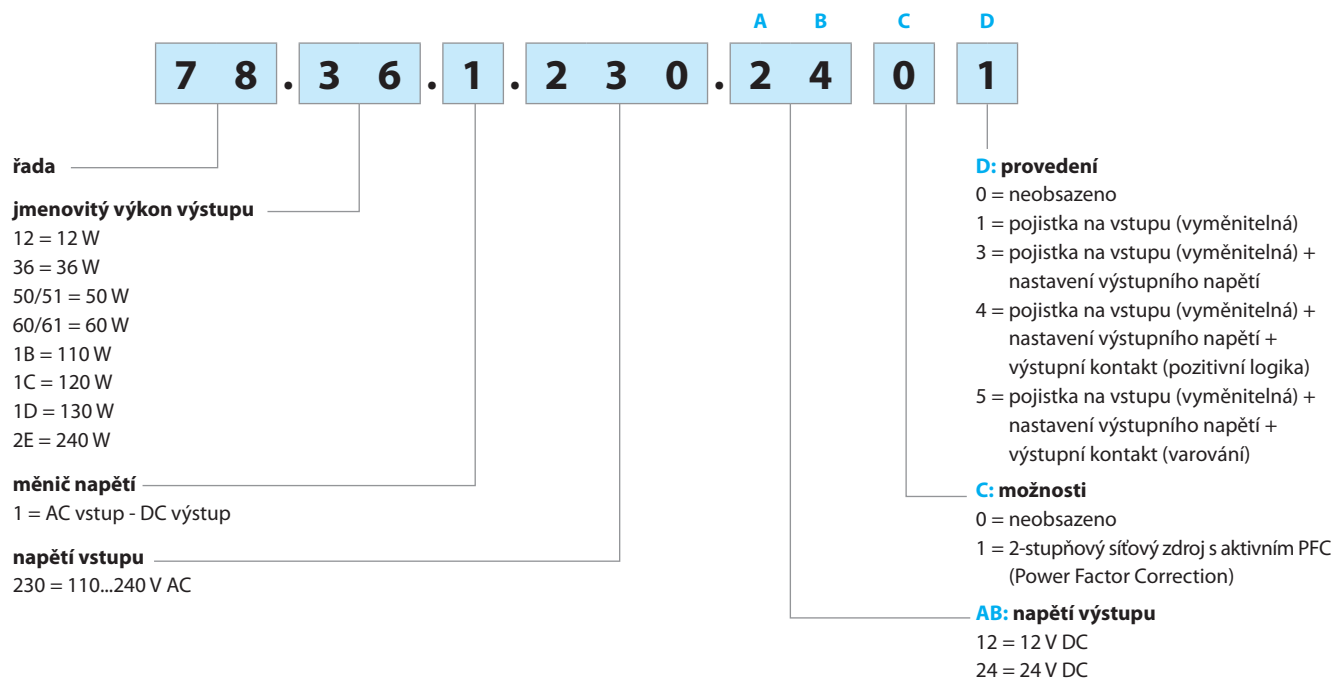 A B C D
7 8 . 3 6 . 1 . 2 3 0 . 2 4 0 1
řada
jmenovitý výkon výstupu
12 = 12 W
36 = 36 W
50/51 = 50 W
60/61 = 60 W
1B = 110 W
1C = 120 W
1D = 130 W
2E = 240 W
měnič napětí
1 = AC vstup - DC výstup
napětí vstupu
230 = 110...240 V AC
D: provedení
0 = neobsazeno
1 = pojistka na vstupu (vyměnitelná)
3 = pojistka na vstupu (vyměnitelná) +
nastavení výstupního napětí
4 = pojistka na vstupu (vyměnitelná) +
nastavení výstupního napětí +
výstupní kontakt (pozitivní logika)
5 = pojistka na vstupu (vyměnitelná) +
nastavení výstupního napětí +
výstupní kontakt (varování)
C: možnosti
0 = neobsazeno
1 = 2-stupňový síťový zdroj s aktivním PFC
(Power Factor Correction)
AB: napětí výstupu
12 = 12 V DC
24 = 24 V DC